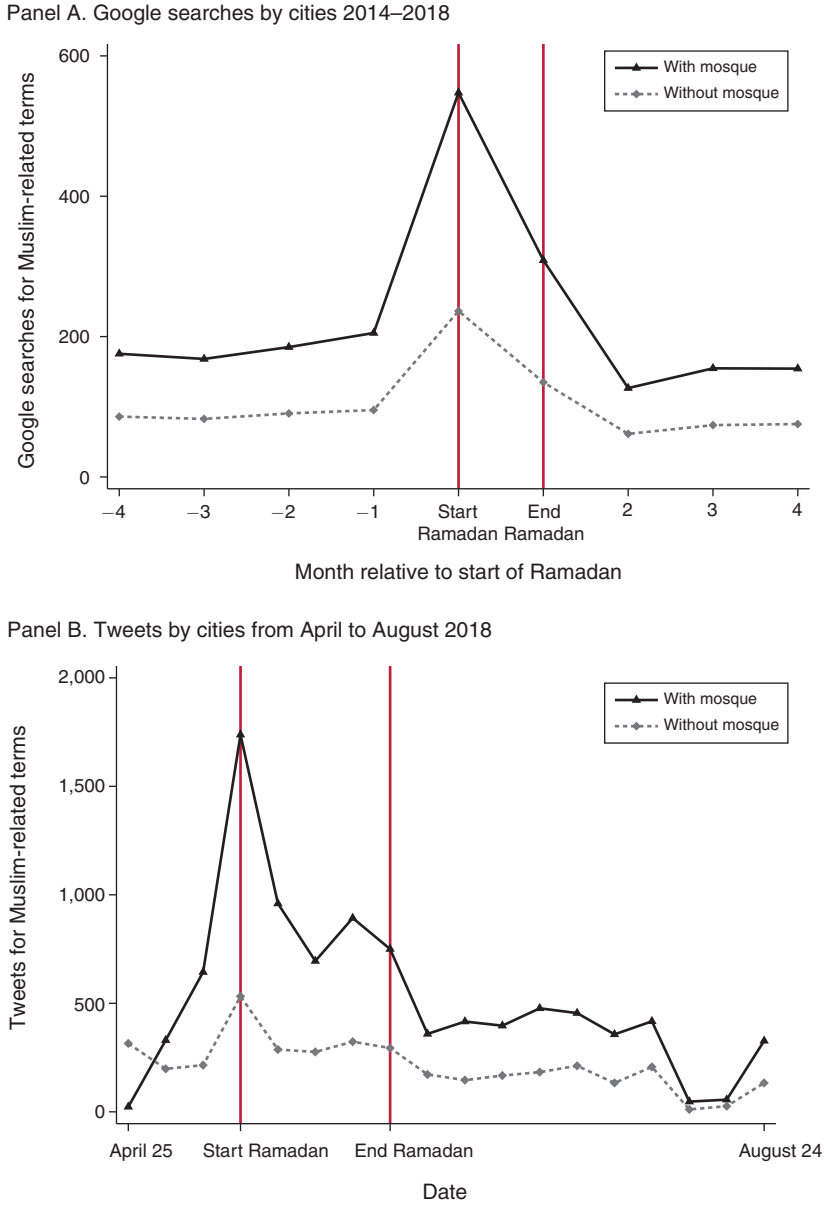 Panel A. Google searches by cities 2014–2018
Google searches for Muslim-related terms
600
400
200
0
With mosque
Without mosque
−4 −3 −2 −1 Start End 2 3 4
Ramadan Ramadan
Month relative to start of Ramadan
Panel B. Tweets by cities from April to August 2018
Tweets for Muslim-related terms
2,000
1,500
1,000
500
0
With mosque
Without mosque
April 25 Start Ramadan End Ramadan August 24
Date